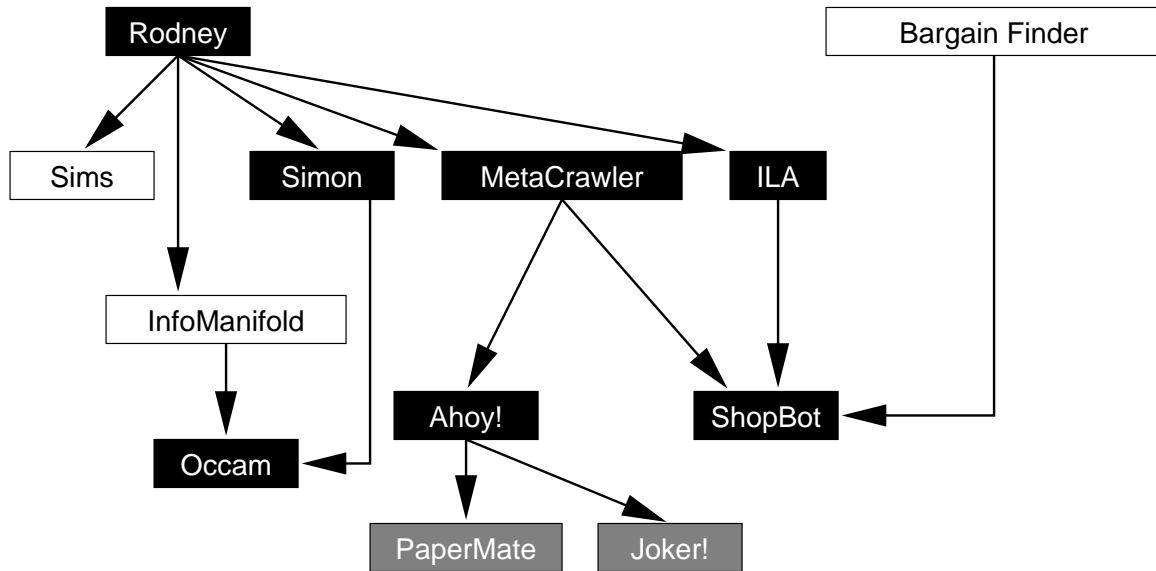 Rodney
Bargain Finder
Sims
Simon
MetaCrawler
ILA
InfoManifold
Ahoy!
ShopBot
Occam
PaperMate
Joker!